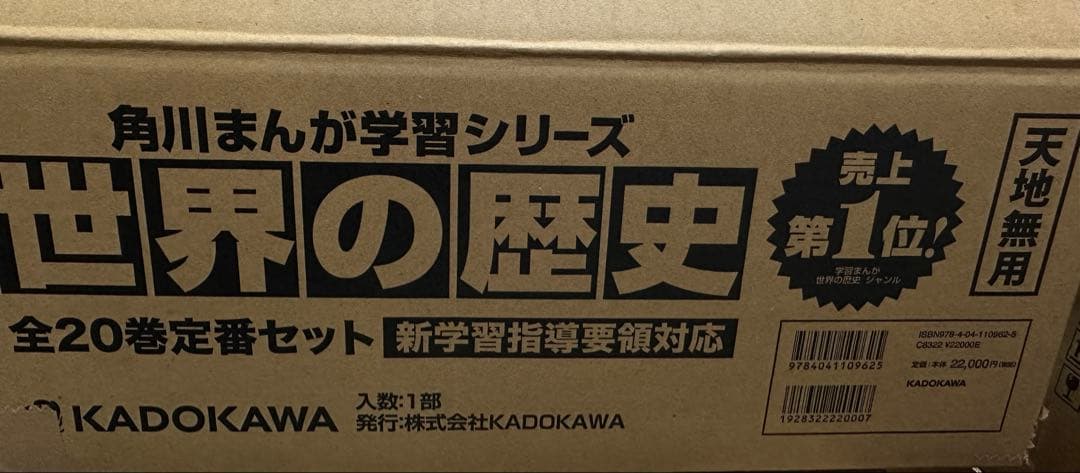 角川まんが学習シリーズ
世界の歴史
全20巻定番セット 新学習指導要領対応
KADOKAWA
入数:1部
発行:株式会社KADOKAWA
売上
第1位!
学習まんが
世界の歴史 ジャンル
天地無用
ISBN978-4-04-110962-5
C8322 ¥22000E
定価:本体 22,000円(税別)
KADOKAWA
9784041109625
1928322220007